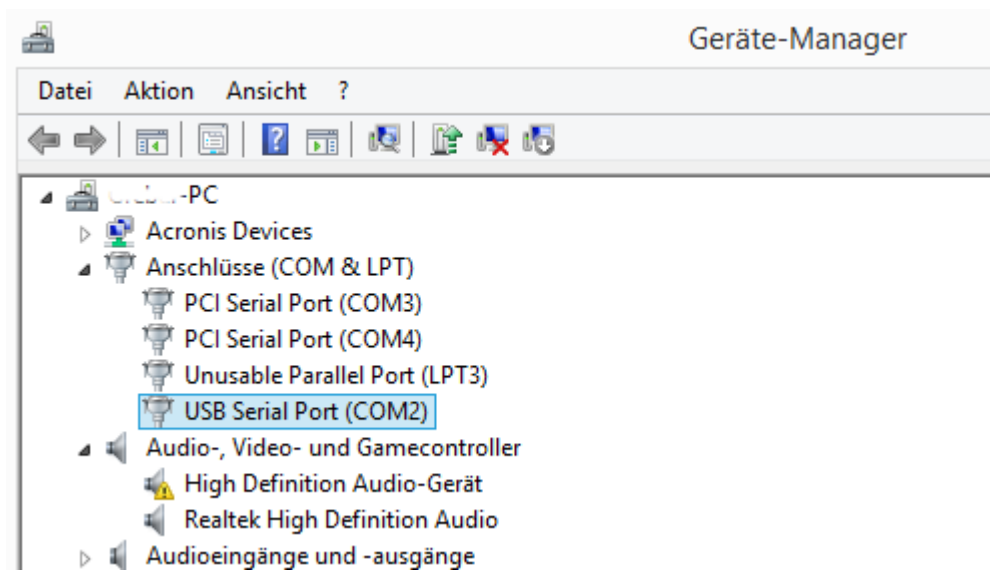 Geräte-Manager
Datei Aktion Ansicht ?
-PC
Acronis Devices
Anschlüsse (COM & LPT)
PCI Serial Port (COM3)
PCI Serial Port (COM4)
Unusable Parallel Port (LPT3)
USB Serial Port (COM2)
Audio-, Video- und Gamecontroller
High Definition Audio-Gerät
Realtek High Definition Audio
Audioeingänge und -ausgänge